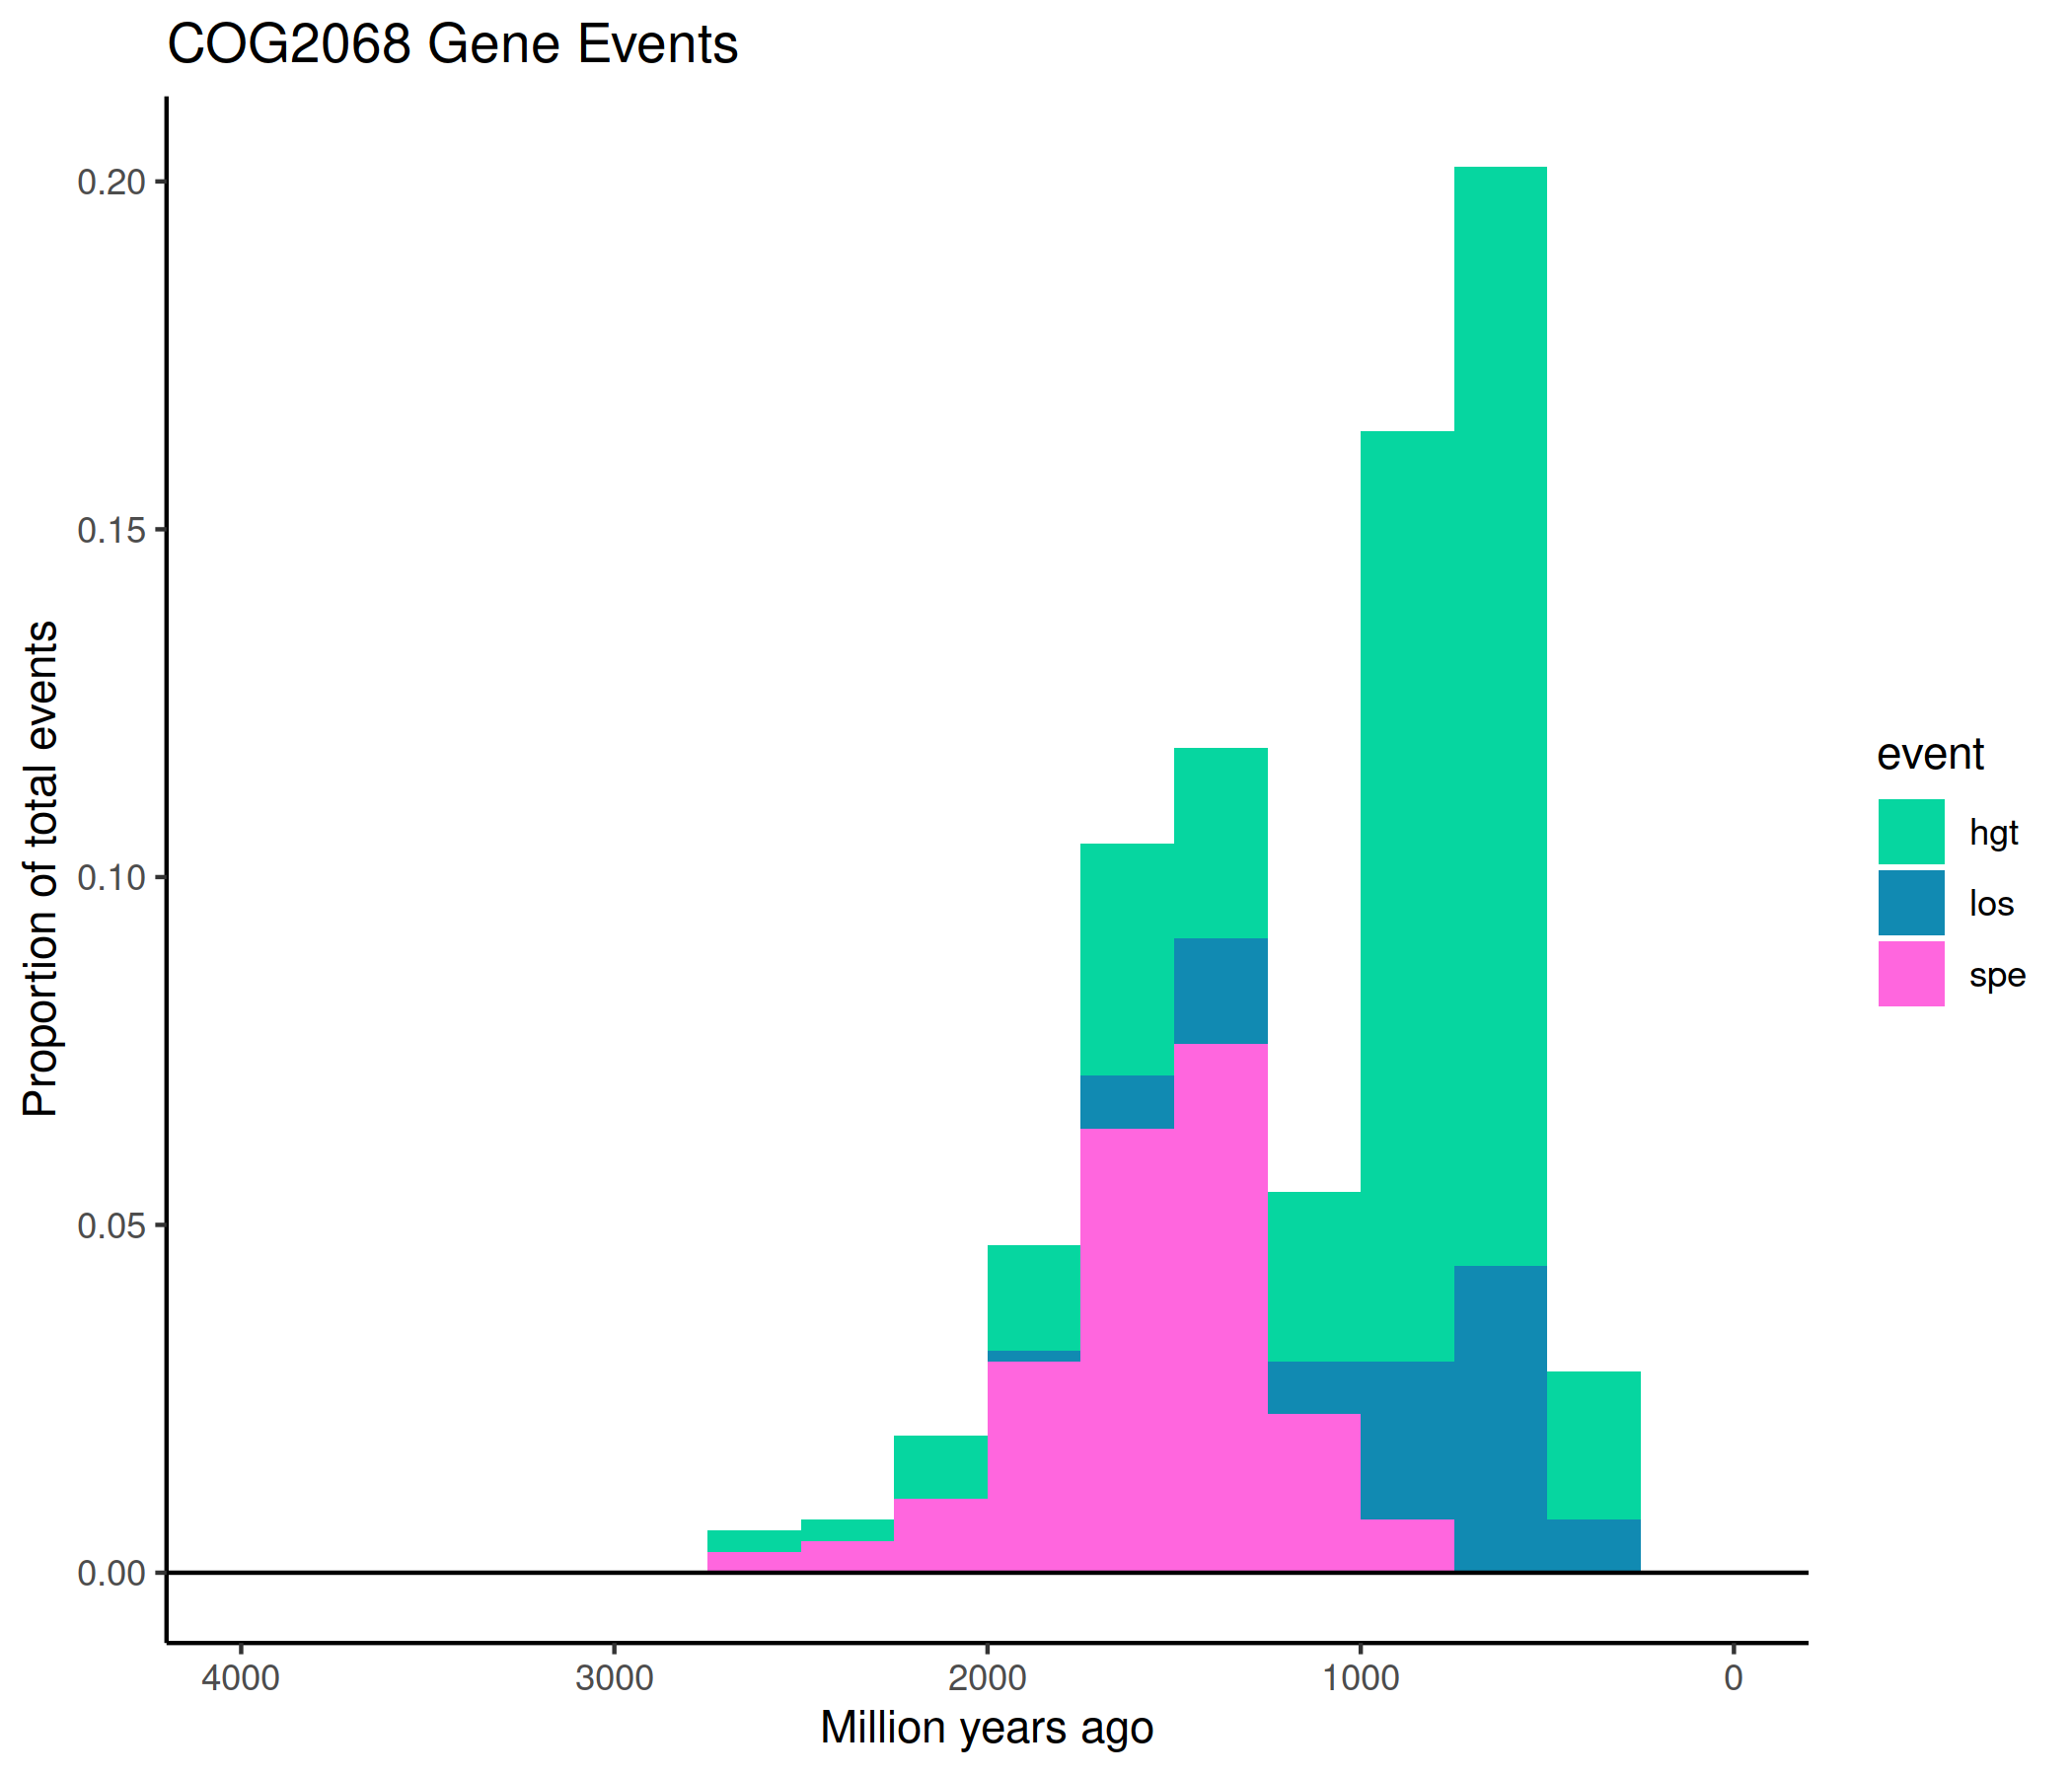 COG2068 Gene Events
Proportion of total events
0.20
0.15
0.10
0.05
0.00
4000 3000 2000 1000 0
Million years ago
event
hgt
los
spe